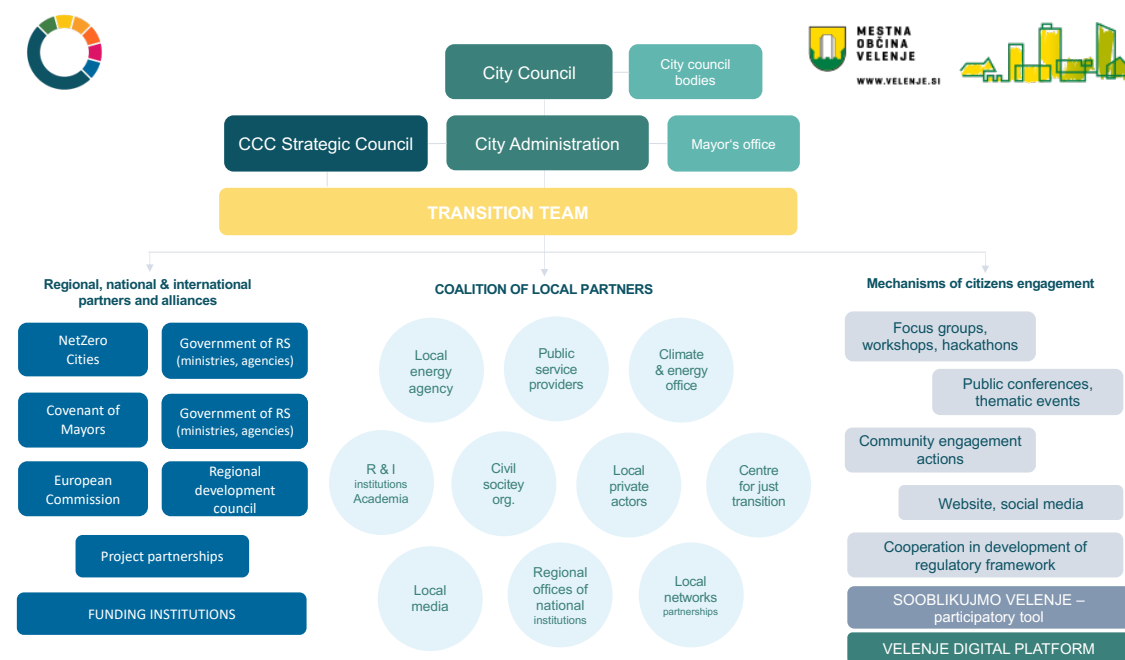 MESTNA
OBČINA
VELENJE
WWW.VELENJE.SI
City Council
City council
bodies
CCC Strategic Council
City Administration
Mayor's office
TRANSITION TEAM
Regional, national & international
partners and alliances
NetZero
Cities
Government of RS
(ministries, agencies)
Covenant of
Mayors
Government of RS
(ministries, agencies)
European
Commission
Regional
development
council
Project partnerships
FUNDING INSTITUTIONS
COALITION OF LOCAL PARTNERS
Local
energy
agency
Public
service
providers
Climate
& energy
office
R & I
institutions
Academia
Civil
socitey
org.
Local
private
actors
Centre
for just
transition
Local
media
Regional
offices of
national
institutions
Local
networks
partnerships
Mechanisms of citizens engagement
Focus groups,
workshops, hackathons
Public conferences,
thematic events
Community engagement
actions
Website, social media
Cooperation in development of
regulatory framework
SOOBLIKUJMO VELENJE –
participatory tool
VELENJE DIGITAL PLATFORM